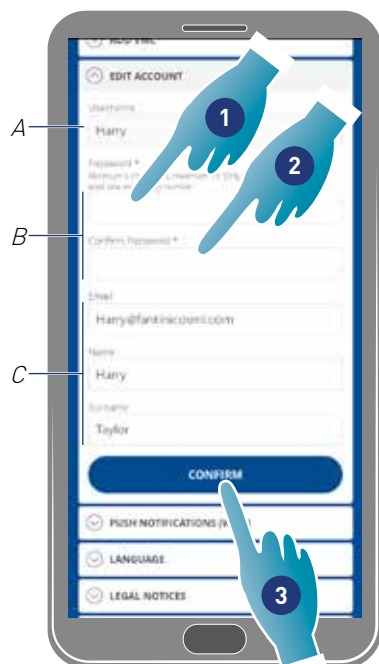 EDIT ACCOUNT
Username
A
Harry
1
Password *
2
B
Confirm Password *
Email
Harry@fantinicosmi.com
Name
C
Harry
Surname
Taylor
CONFIRM
PUSH NOTIFICATIONS
LANGUAGE
3
LEGAL NOTICES